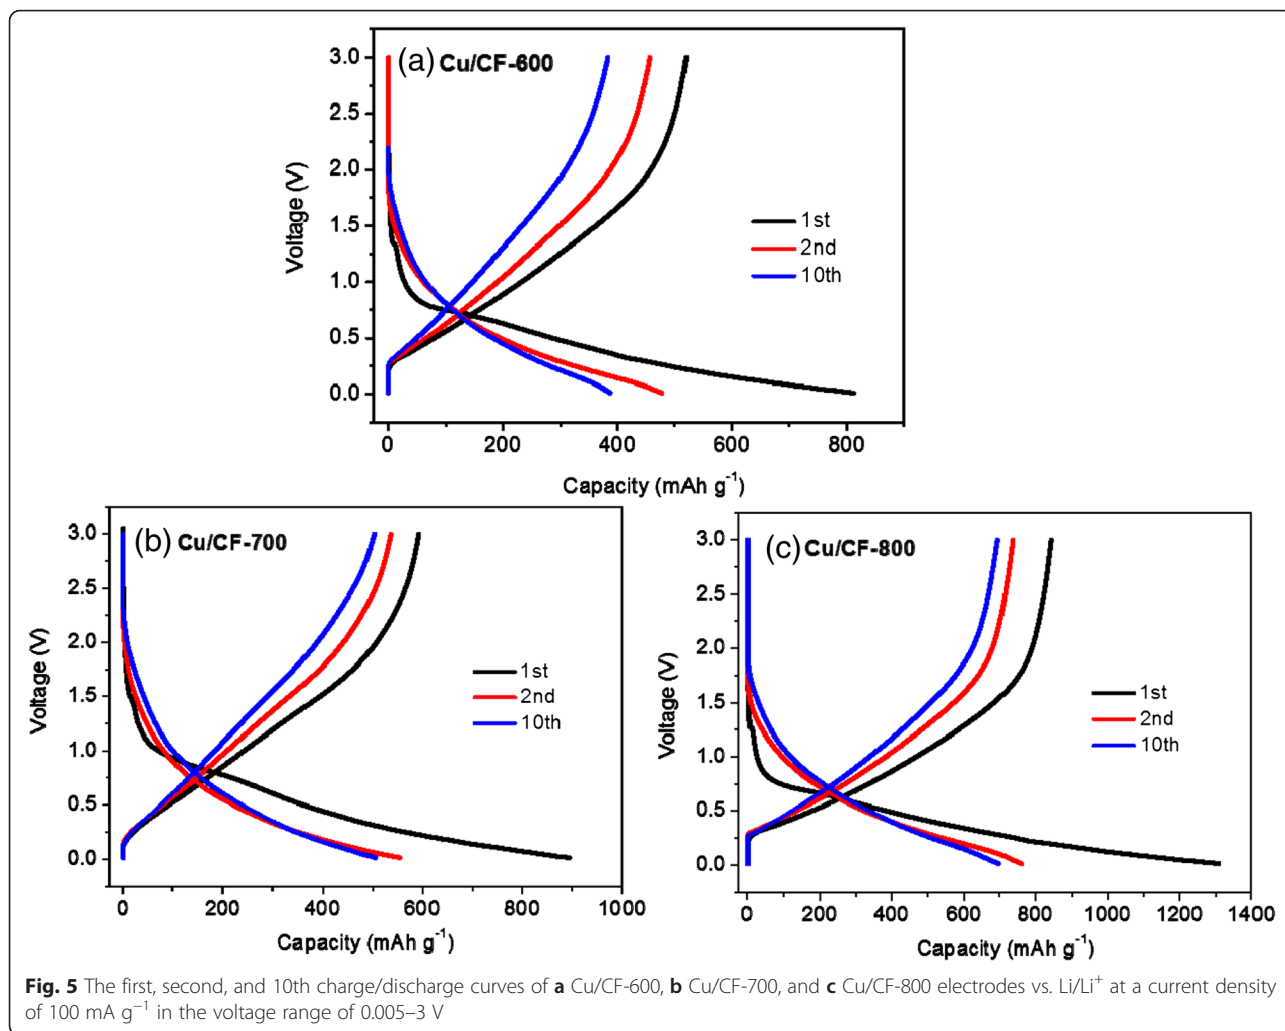 (a) Cu/CF-600
3.0
2.5
2.0
1.5
1.0
0.5
0.0
Voltage (V)
1st
2nd
10th
0 200 400 600 800
Capacity (mAh g⁻¹)
(b) Cu/CF-700
3.0
2.5
2.0
1.5
1.0
0.5
0.0
Voltage (V)
1st
2nd
10th
0 200 400 600 800 1000
Capacity (mAh g⁻¹)
(c) Cu/CF-800
3.0
2.5
2.0
1.5
1.0
0.5
0.0
Voltage (V)
1st
2nd
10th
0 200 400 600 800 1000 1200 1400
Capacity (mAh g⁻¹)
Fig. 5 The first, second, and 10th charge/discharge curves of a Cu/CF-600, b Cu/CF-700, and c Cu/CF-800 electrodes vs. Li/Li⁺ at a current density
of 100 mA g⁻¹ in the voltage range of 0.005–3 V